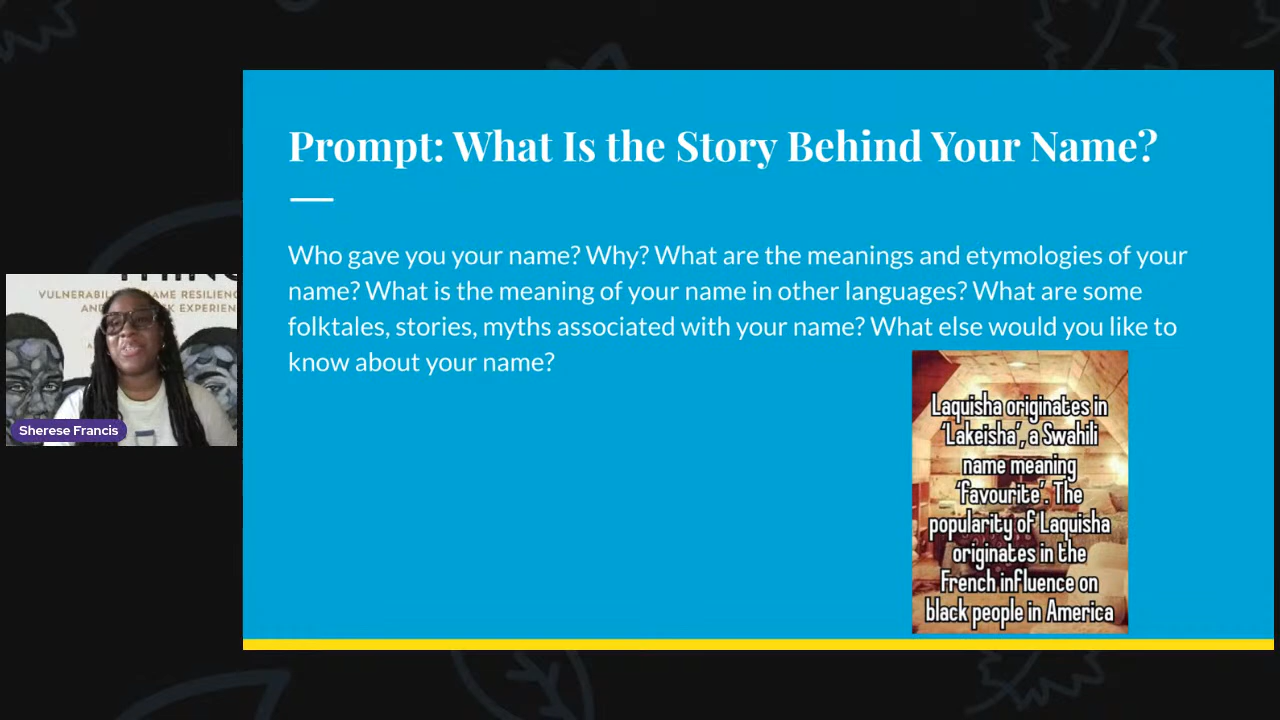 Prompt: What Is the Story Behind Your Name?
Who gave you your name? Why? What are the meanings and etymologies of your
name? What is the meaning of your name in other languages? What are some
folktales, stories, myths associated with your name? What else would you like to
know about your name?
Laquisha originates in
'Lakeisha', a Swahili
name meaning
'favourite'. The
popularity of Laquisha
originates in the
French influence on
black people in America
AND
Sherese Francis